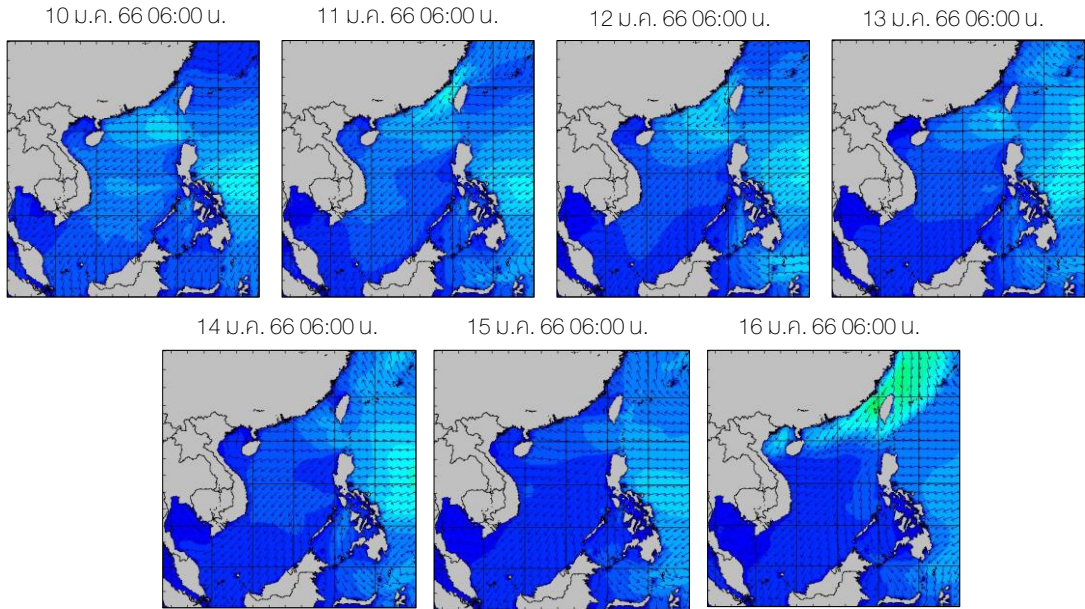 10 ม.ค. 66 06:00 น.
11 ม.ค. 66 06:00 น.
12 ม.ค. 66 06:00 น.
13 ม.ค. 66 06:00 น.
14 ม.ค. 66 06:00 น.
15 ม.ค. 66 06:00 น.
16 ม.ค. 66 06:00 น.